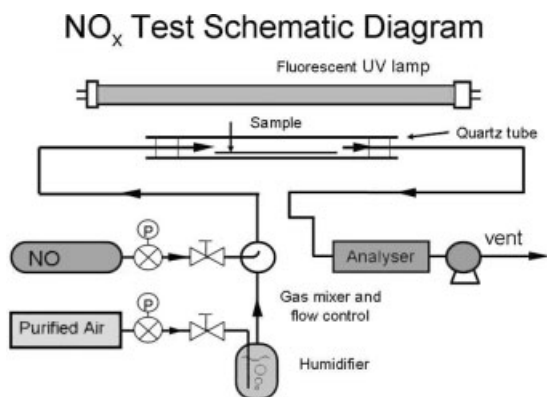 NOx Test Schematic Diagram
Fluorescent UV lamp
Sample
Quartz tube
P
NO
Analyser
vent
Gas mixer and
flow control
P
Purified Air
Humidifier